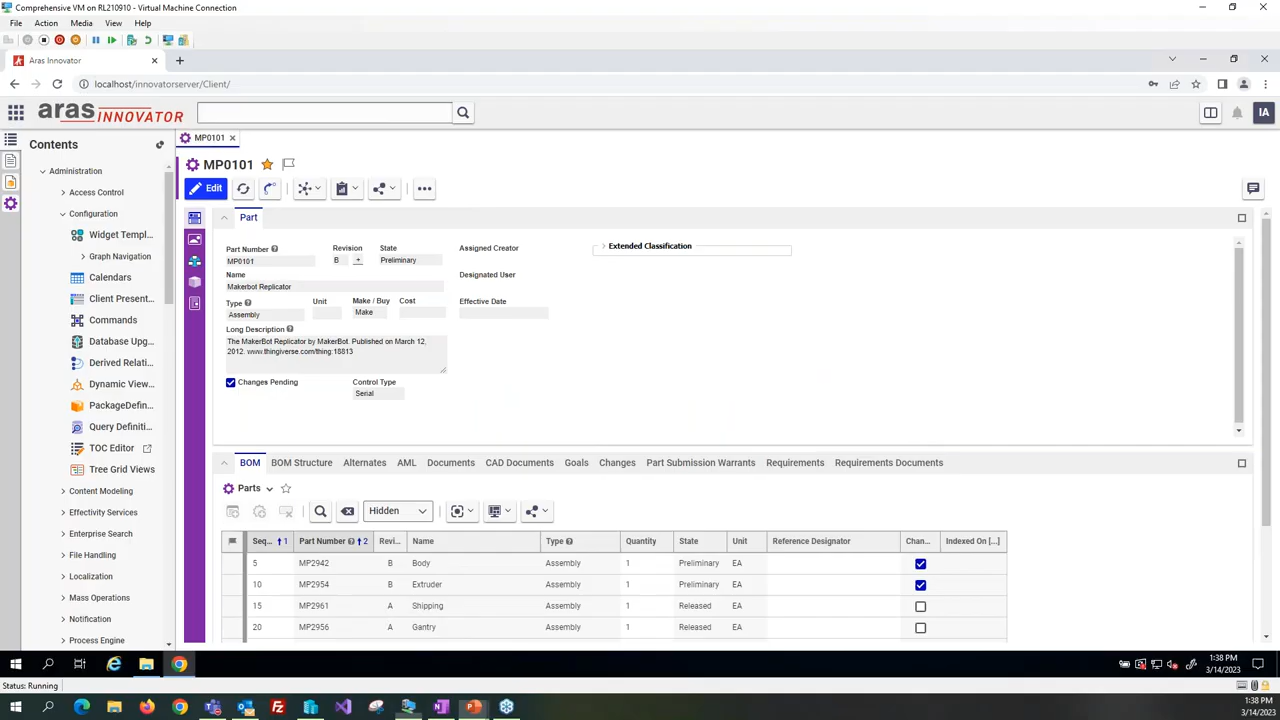 Comprehensive VM on RL210910 - Virtual Machine Connection
File Action Media View Help
Aras Innovator
localhost/innovatorserver/Client/
aras INNOVATOR
IA
Contents
MP0101
Administration
MP0101
Access Control
Edit
Configuration
Widget Templ...
Part
Graph Navigation
Part Number Revision State Assigned Creator Extended Classification
MP0101 B + Preliminary
Calendars
Name Designated User
Makerbot Replicator
Client Present...
Type Unit Make / Buy Cost Effective Date
Assembly Make
Commands
Long Description
The MakerBot Replicator by MakerBot. Published on March 12,
2012. www.thingiverse.com/thing:18813
Database Upg...
Derived Relati...
Changes Pending Control Type
Serial
Dynamic View...
PackageDefin...
Query Definiti...
TOC Editor
Tree Grid Views
BOM BOM Structure Alternates AML Documents CAD Documents Goals Changes Part Submission Warrants Requirements Requirements Documents
Content Modeling
Parts
Effectivity Services
Hidden
Enterprise Search
Seq... 1 Part Number 2 Revi... Name Type Quantity State Unit Reference Designator Chan... Indexed On [...]
File Handling
5 MP2942 B Body Assembly 1 Preliminary EA
Localization
10 MP2954 B Extruder Assembly 1 Preliminary EA
Mass Operations
15 MP2961 A Shipping Assembly 1 Released EA
Notification
20 MP2956 A Gantry Assembly 1 Released EA
Process Engine
1:38 PM
3/14/2023
Status: Running
1:38 PM
3/14/2023